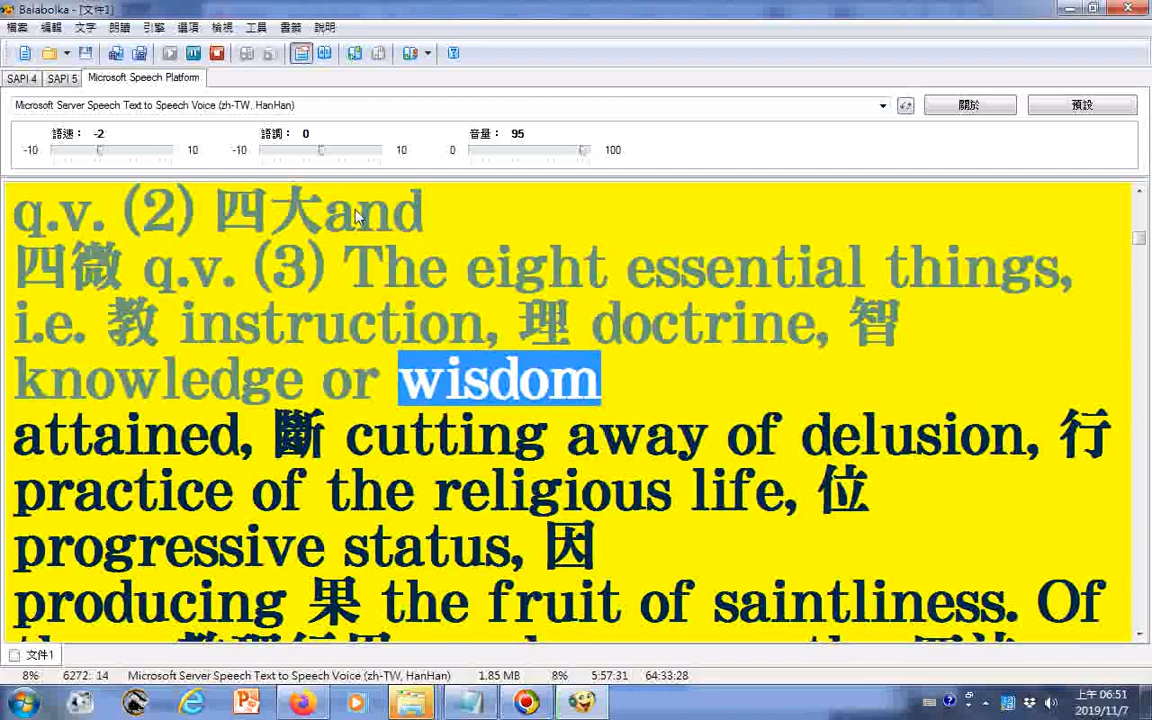 Balabolka - [文件1]
檔案 編輯 文字 朗讀 引擎 選項 檢視 工具 書籤 說明
SAPI 4 SAPI 5 Microsoft Speech Platform
Microsoft Server Speech Text to Speech Voice (zh-TW, HanHan) 關於 預設
語速： -2 語調： 0 音量： 95
-10 10 -10 10 0 100
q.v. (2) 四大and
四微 q.v. (3) The eight essential things,
i.e. 教 instruction, 理 doctrine, 智
knowledge or wisdom
attained, 斷 cutting away of delusion, 行
practice of the religious life, 位
progressive status, 因
producing 果 the fruit of saintliness. Of
文件1
8% 6272: 14 Microsoft Server Speech Text to Speech Voice (zh-TW, HanHan) 1.85 MB 8% 5:57:31 64:33:28
上午 06:51
2019/11/7